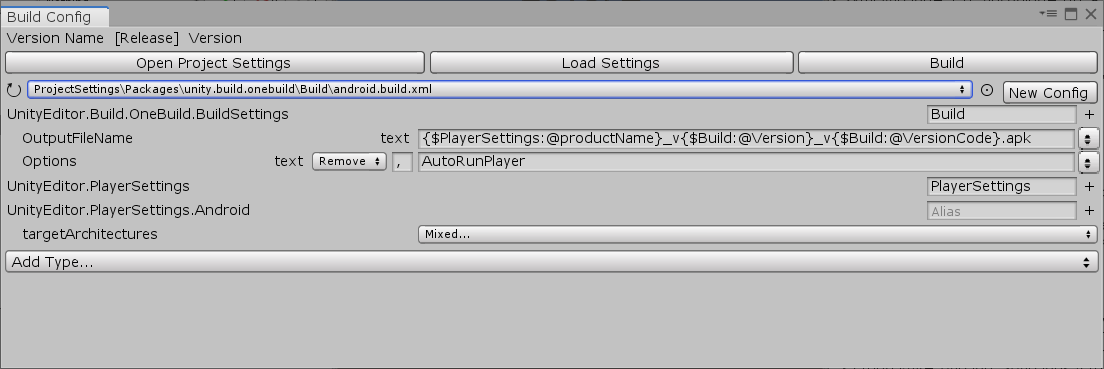 Build Config
Version Name [Release] Version
Open Project Settings Load Settings Build
ProjectSettings\Packages\unity.build.onebuild\Build\android.build.xml New Config
UnityEditor.Build.OneBuild.BuildSettings Build +
OutputFileName text {$PlayerSettings:@productName}_v{$Build:@Version}_v{$Build:@VersionCode}.apk
Options text Remove , AutoRunPlayer
UnityEditor.PlayerSettings PlayerSettings +
UnityEditor.PlayerSettings.Android Alias +
targetArchitectures Mixed...
Add Type...